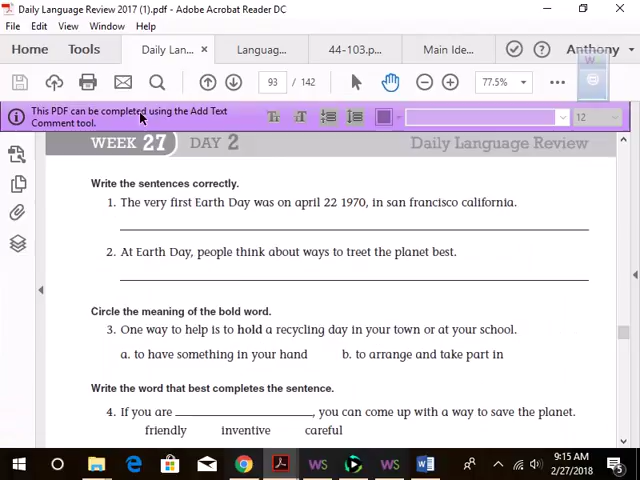 Daily Language Review 2017 (1).pdf - Adobe Acrobat Reader DC
File Edit View Window Help
Home Tools Daily Lan... × Languag... 44-103.p... Main Ide... Anthony
93 / 142 77.5%
This PDF can be completed using the Add Text
Comment tool.
12
WEEK 27 DAY 2 Daily Language Review
Write the sentences correctly.
1. The very first Earth Day was on april 22 1970, in san francisco california.
2. At Earth Day, people think about ways to treet the planet best.
Circle the meaning of the bold word.
3. One way to help is to hold a recycling day in your town or at your school.
a. to have something in your hand b. to arrange and take part in
Write the word that best completes the sentence.
4. If you are ____________________, you can come up with a way to save the planet.
friendly inventive careful
9:15 AM
2/27/2018